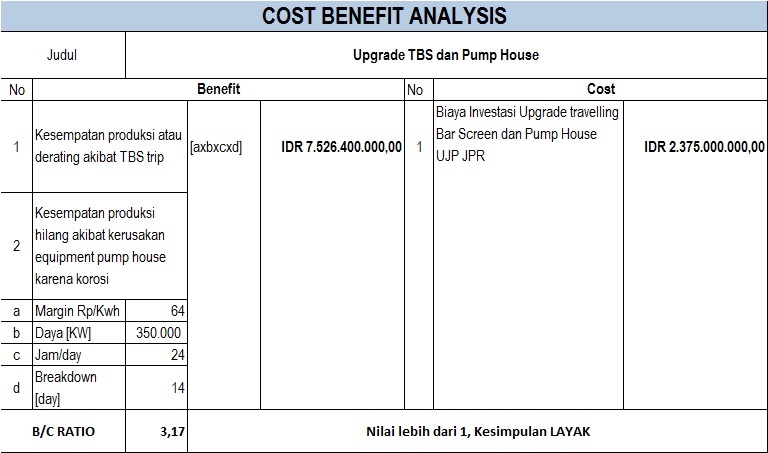 COST BENEFIT ANALYSIS
Judul
Upgrade TBS dan Pump House
No
Benefit
No
Cost
1
Kesempatan produksi atau
derating akibat TBS trip
[axbxcxd]
IDR 7.526.400.000,00
1
Biaya Investasi Upgrade travelling
Bar Screen dan Pump House
UJP JPR
IDR 2.375.000.000,00
2
Kesempatan produksi
hilang akibat kerusakan
equipment pump house
karena korosi
a Margin Rp/Kwh 64
b Daya [KW] 350.000
c Jam/day 24
d Breakdown
[day] 14
B/C RATIO 3,17 Nilai lebih dari 1, Kesimpulan LAYAK